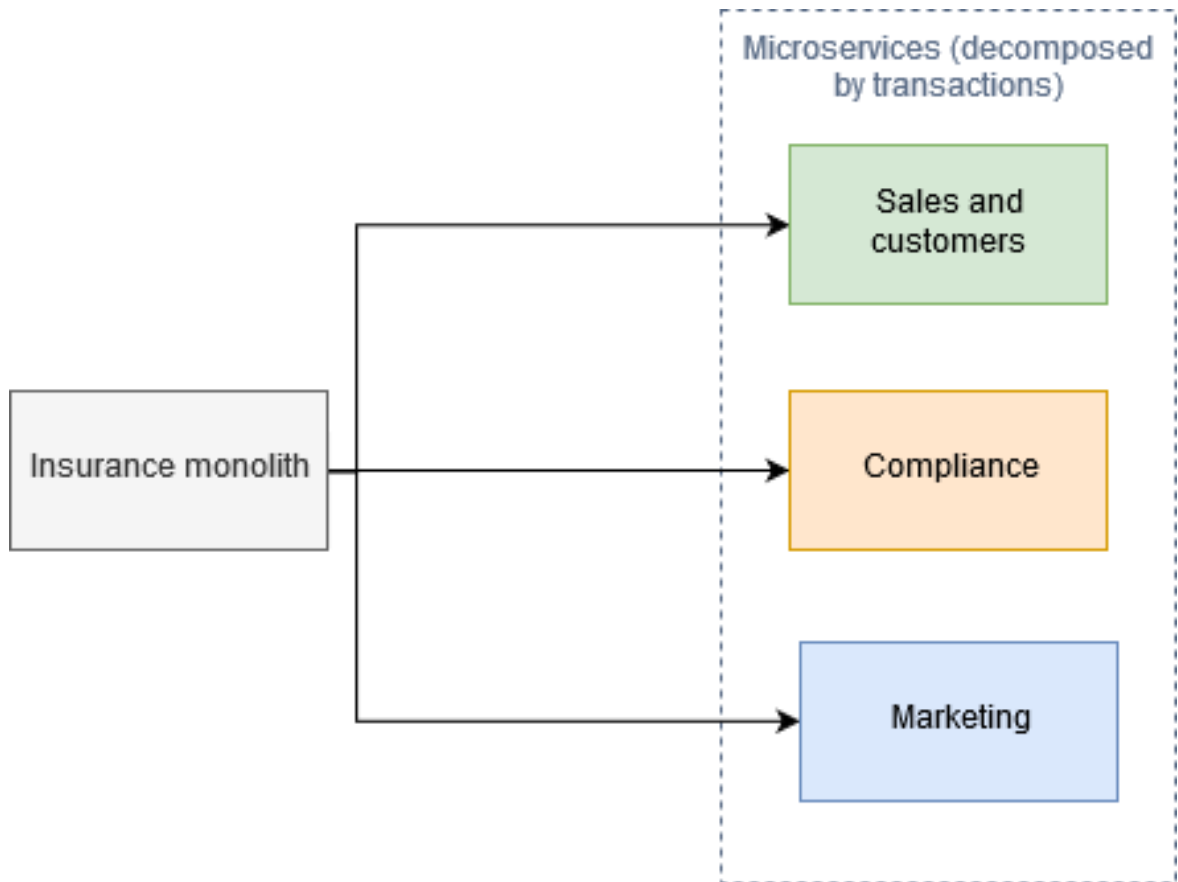 Microservices (decomposed
by transactions)
Sales and
customers
Insurance monolith
Compliance
Marketing